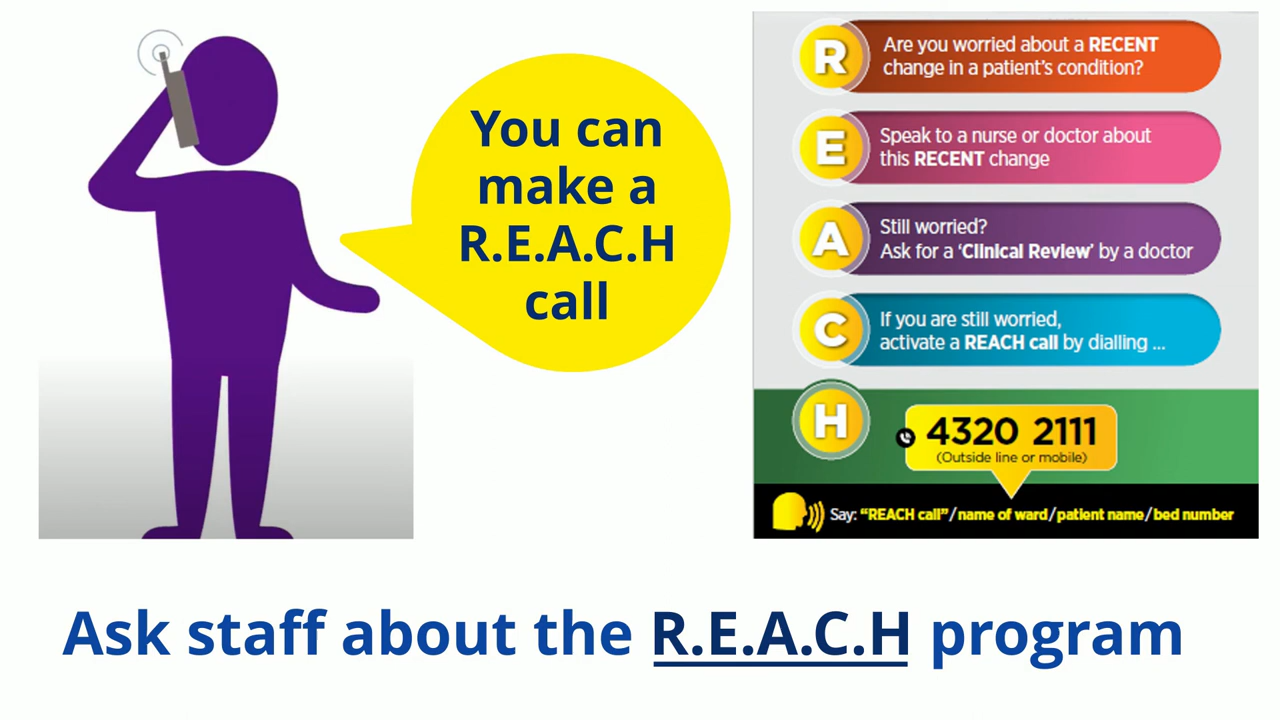 You can
make a
R.E.A.C.H
call
R
Are you worried about a RECENT
change in a patient's condition?
E
Speak to a nurse or doctor about
this RECENT change
A
Still worried?
Ask for a 'Clinical Review' by a doctor
C
If you are still worried,
activate a REACH call by dialling ...
H
4320 2111
(Outside line or mobile)
Say: "REACH call"/name of ward/patient name/bed number
Ask staff about the R.E.A.C.H program